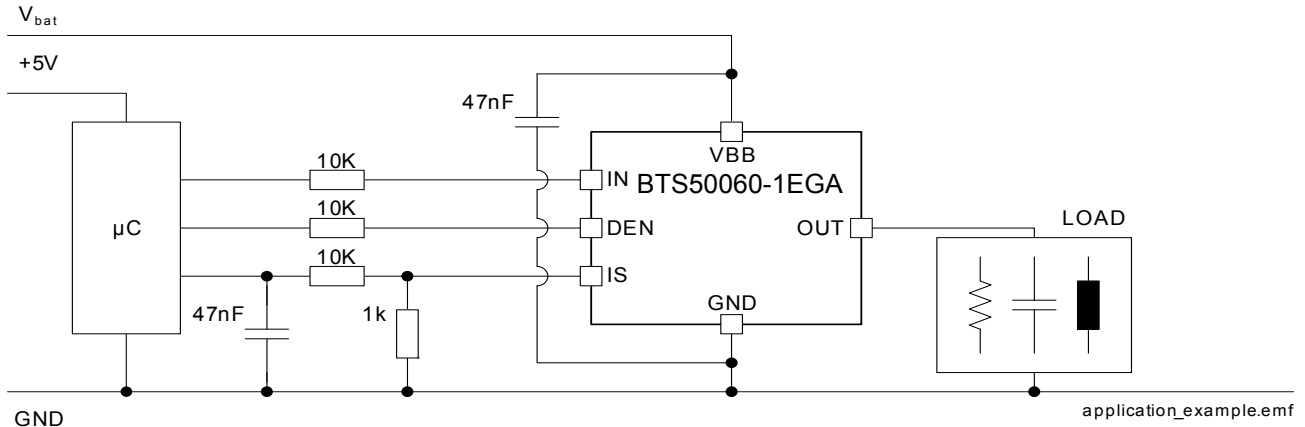 Vbat
+5V
47nF
VBB
BTS50060-1EGA
10K
IN
10K
DEN
µC
OUT
LOAD
10K
IS
47nF
1k
GND
GND
application_example.emf